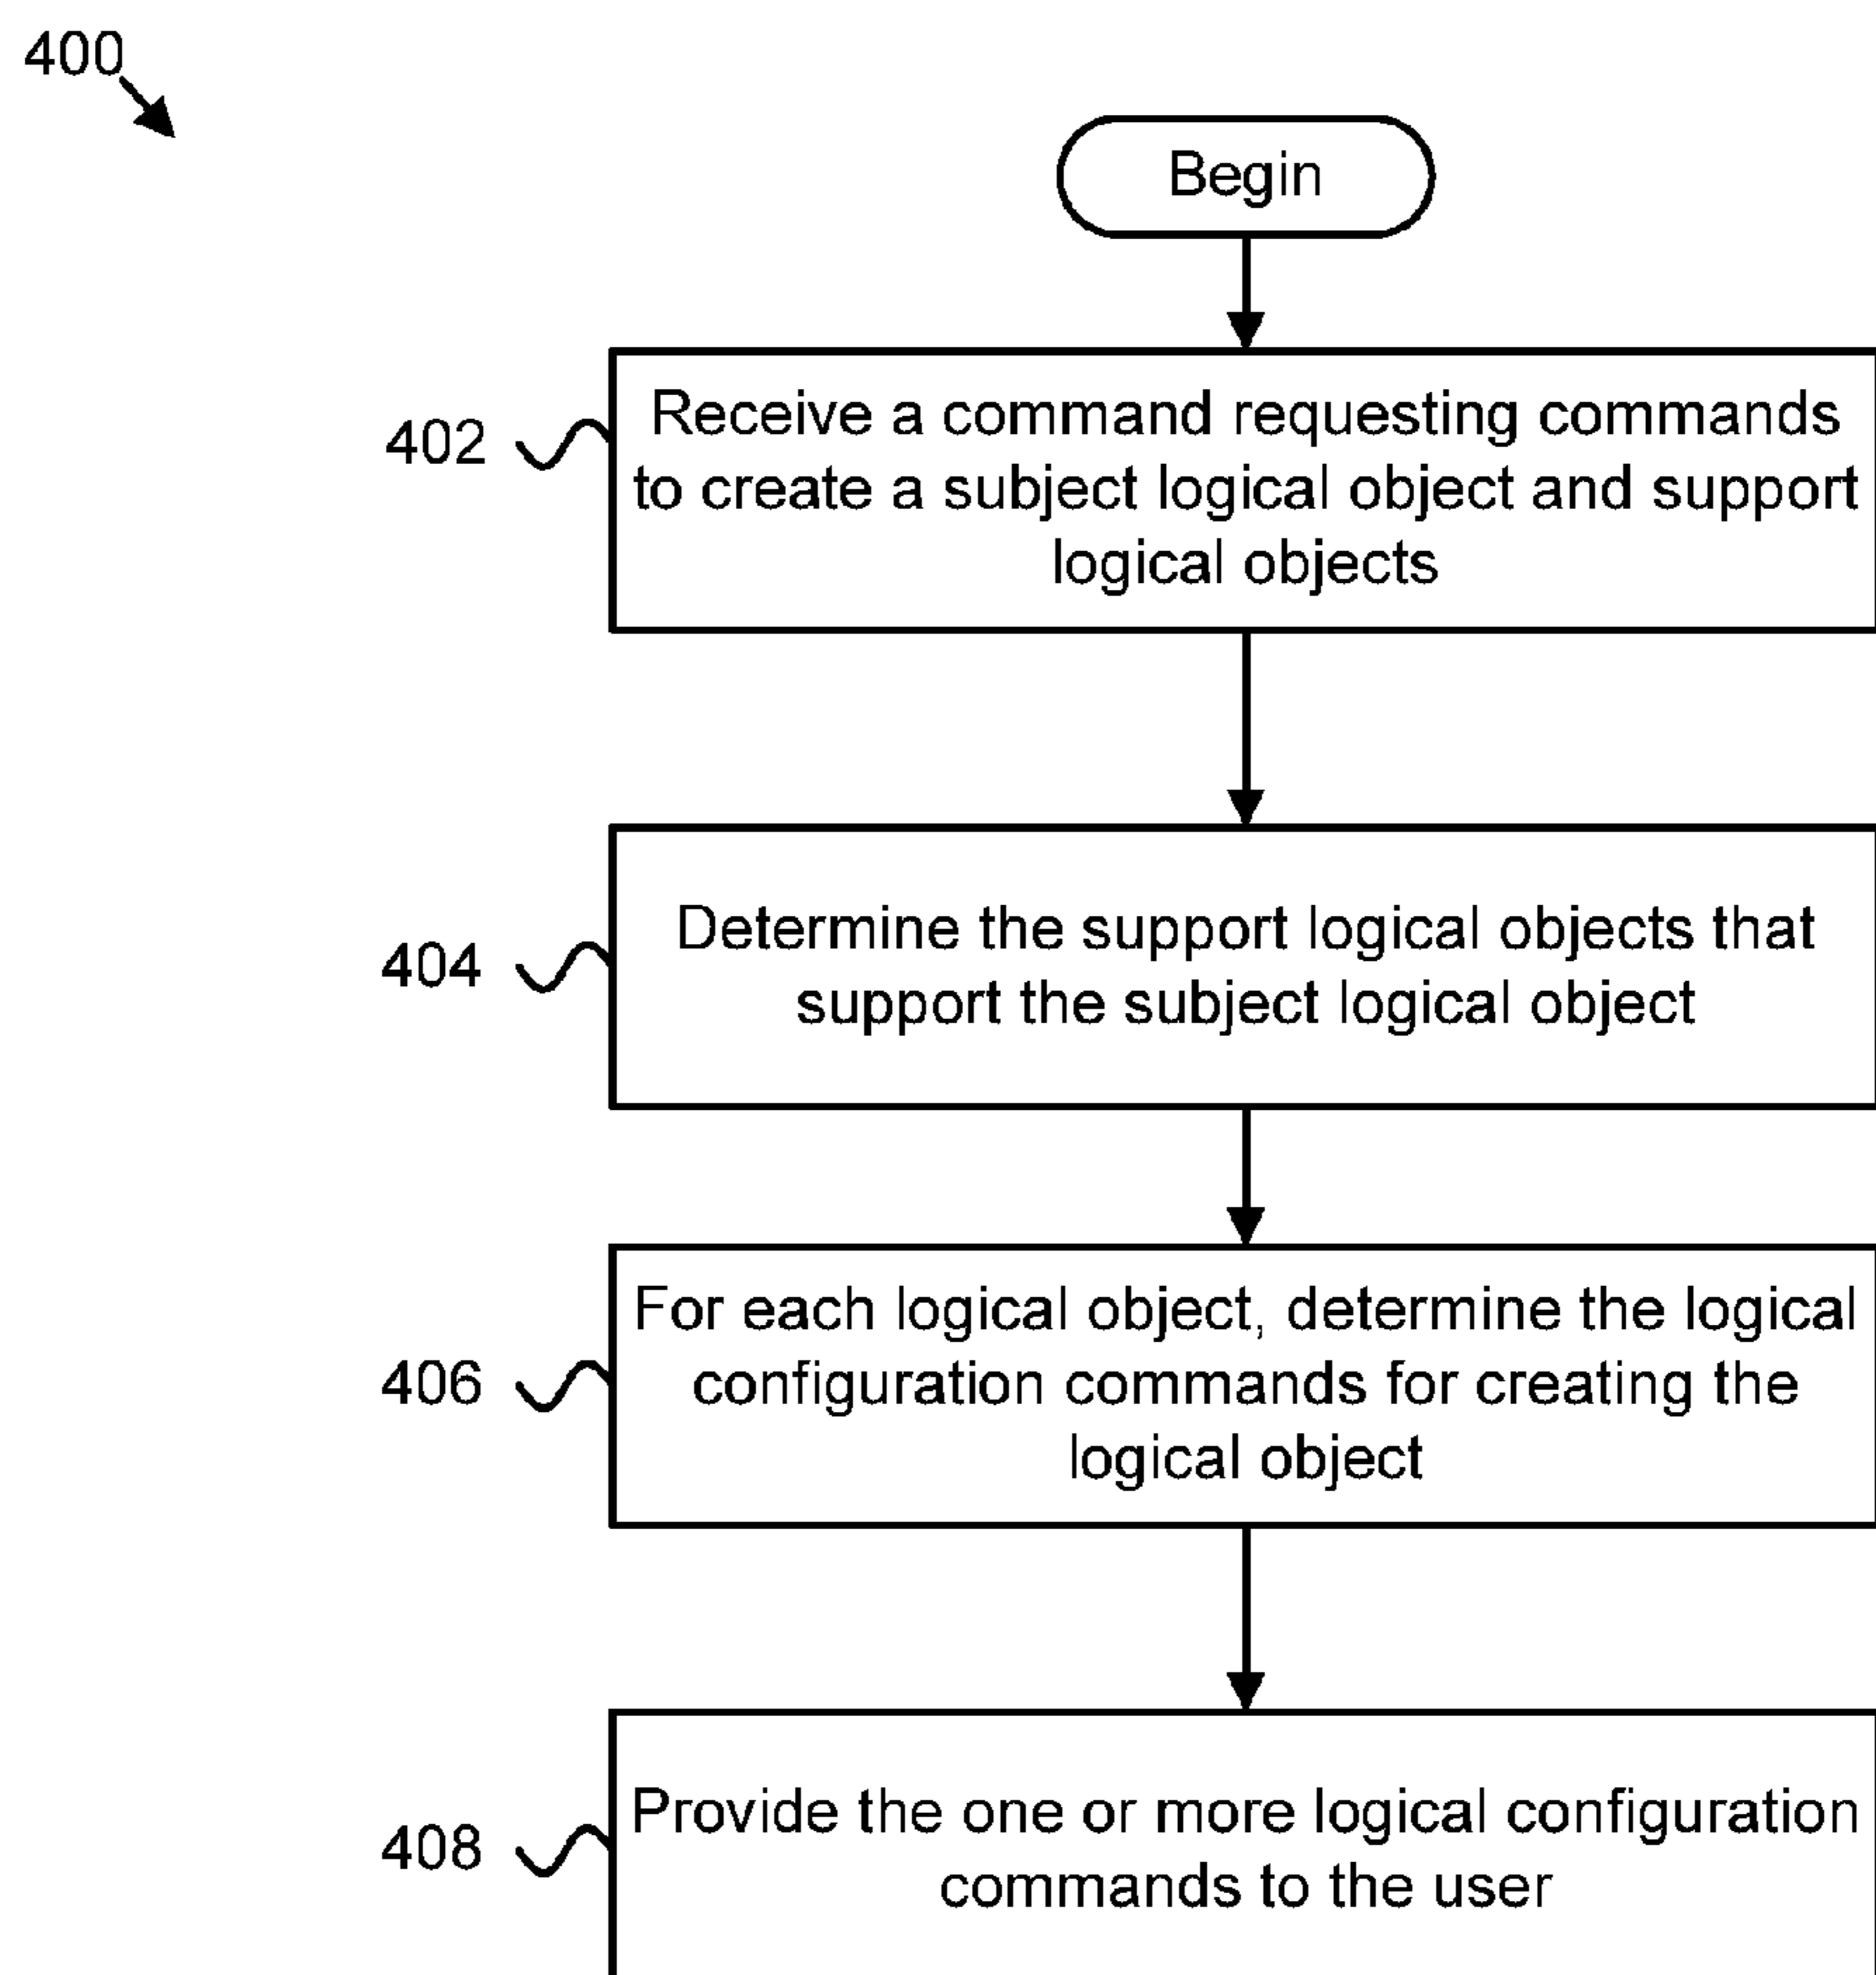 400
Begin
402
Receive a command requesting commands
to create a subject logical object and support
logical objects
404
Determine the support logical objects that
support the subject logical object
406
For each logical object, determine the logical
configuration commands for creating the
logical object
408
Provide the one or more logical configuration
commands to the user